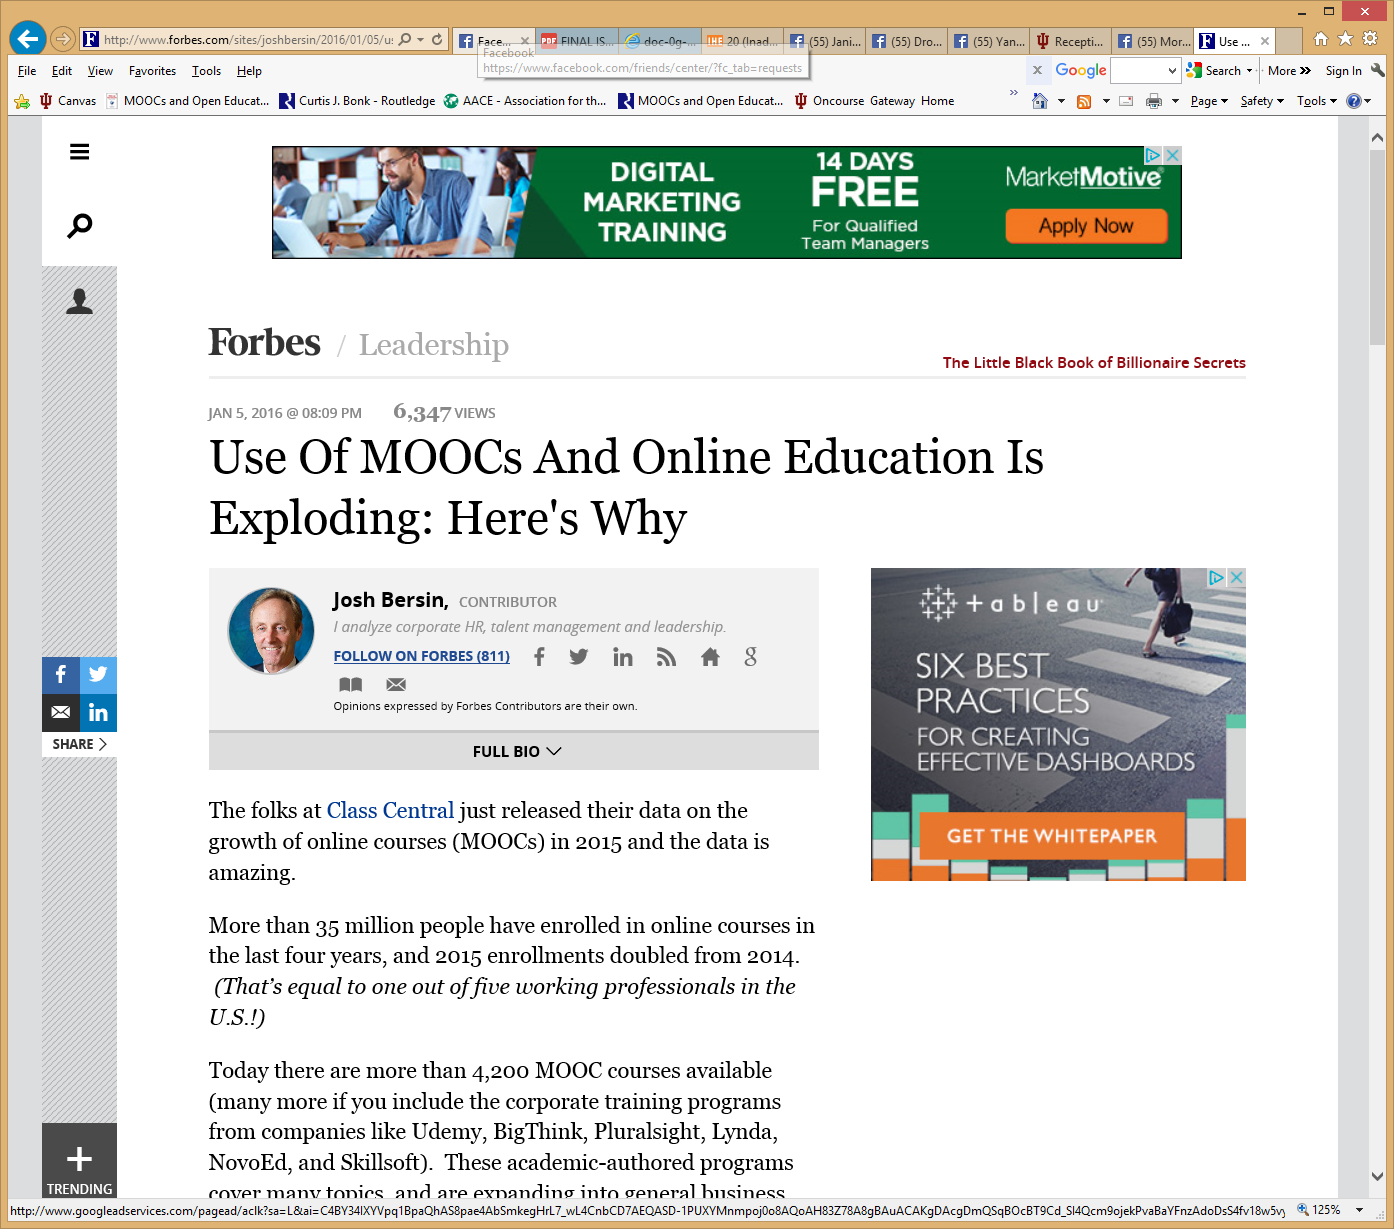 http://www.forbes.com/sites/joshbersin/2016/01/05/us
Face...
FINAL IS...
doc-0g-...
20 (Inad...
(55) Jani...
(55) Dro...
(55) Yan...
Recepti...
(55) Mor...
Use ...
Facebook
https://www.facebook.com/friends/center/?fc_tab=requests
File Edit View Favorites Tools Help
x Google Search More » Sign In
Canvas MOOCs and Open Educat... Curtis J. Bonk - Routledge AACE - Association for th... MOOCs and Open Educat... Oncourse Gateway Home » Page Safety Tools
DIGITAL MARKETING TRAINING
14 DAYS FREE
For Qualified Team Managers
MarketMotive
Apply Now
Forbes / Leadership
The Little Black Book of Billionaire Secrets
JAN 5, 2016 @ 08:09 PM 6,347 VIEWS
Use Of MOOCs And Online Education Is
Exploding: Here's Why
Josh Bersin, CONTRIBUTOR
I analyze corporate HR, talent management and leadership.
FOLLOW ON FORBES (811)
Opinions expressed by Forbes Contributors are their own.
FULL BIO
+ableau
SIX BEST
PRACTICES
FOR CREATING
EFFECTIVE DASHBOARDS
GET THE WHITEPAPER
SHARE
The folks at Class Central just released their data on the
growth of online courses (MOOCs) in 2015 and the data is
amazing.
More than 35 million people have enrolled in online courses in
the last four years, and 2015 enrollments doubled from 2014.
(That's equal to one out of five working professionals in the
U.S.!)
Today there are more than 4,200 MOOC courses available
(many more if you include the corporate training programs
from companies like Udemy, BigThink, Pluralsight, Lynda,
NovoEd, and Skillsoft). These academic-authored programs
cover many topics, and are expanding into general business
TRENDING
125%